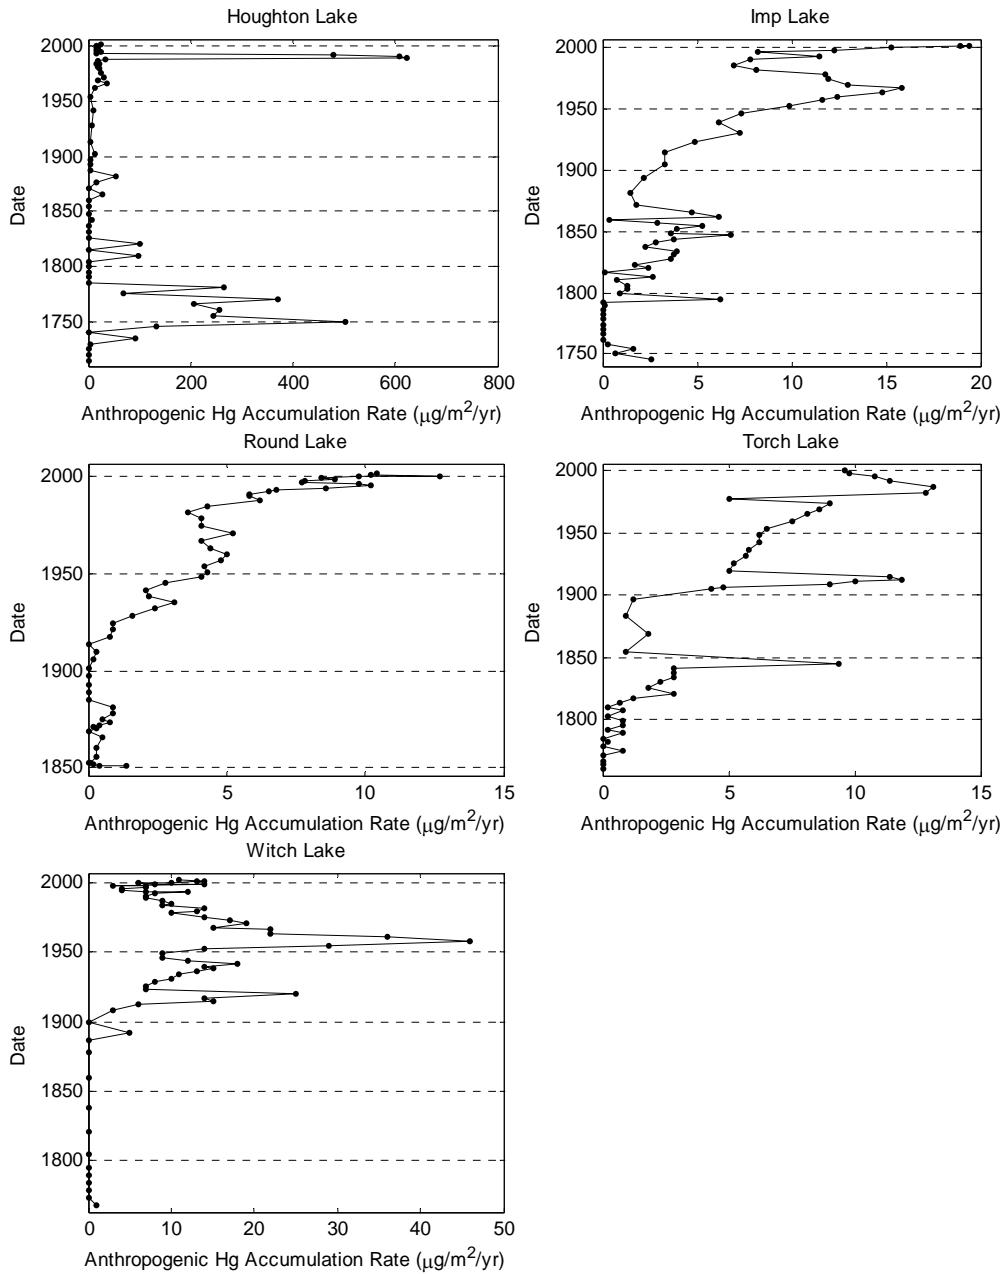 Houghton Lake
2000
1950
1900
1850
1800
1750
Date
0 200 400 600 800
Anthropogenic Hg Accumulation Rate (μg/m²/yr)
Imp Lake
2000
1950
1900
1850
1800
1750
Date
0 5 10 15 20
Anthropogenic Hg Accumulation Rate (μg/m²/yr)
Round Lake
2000
1950
1900
1850
Date
0 5 10 15
Anthropogenic Hg Accumulation Rate (μg/m²/yr)
Torch Lake
2000
1950
1900
1850
1800
Date
0 5 10 15
Anthropogenic Hg Accumulation Rate (μg/m²/yr)
Witch Lake
2000
1950
1900
1850
1800
Date
0 10 20 30 40 50
Anthropogenic Hg Accumulation Rate (μg/m²/yr)